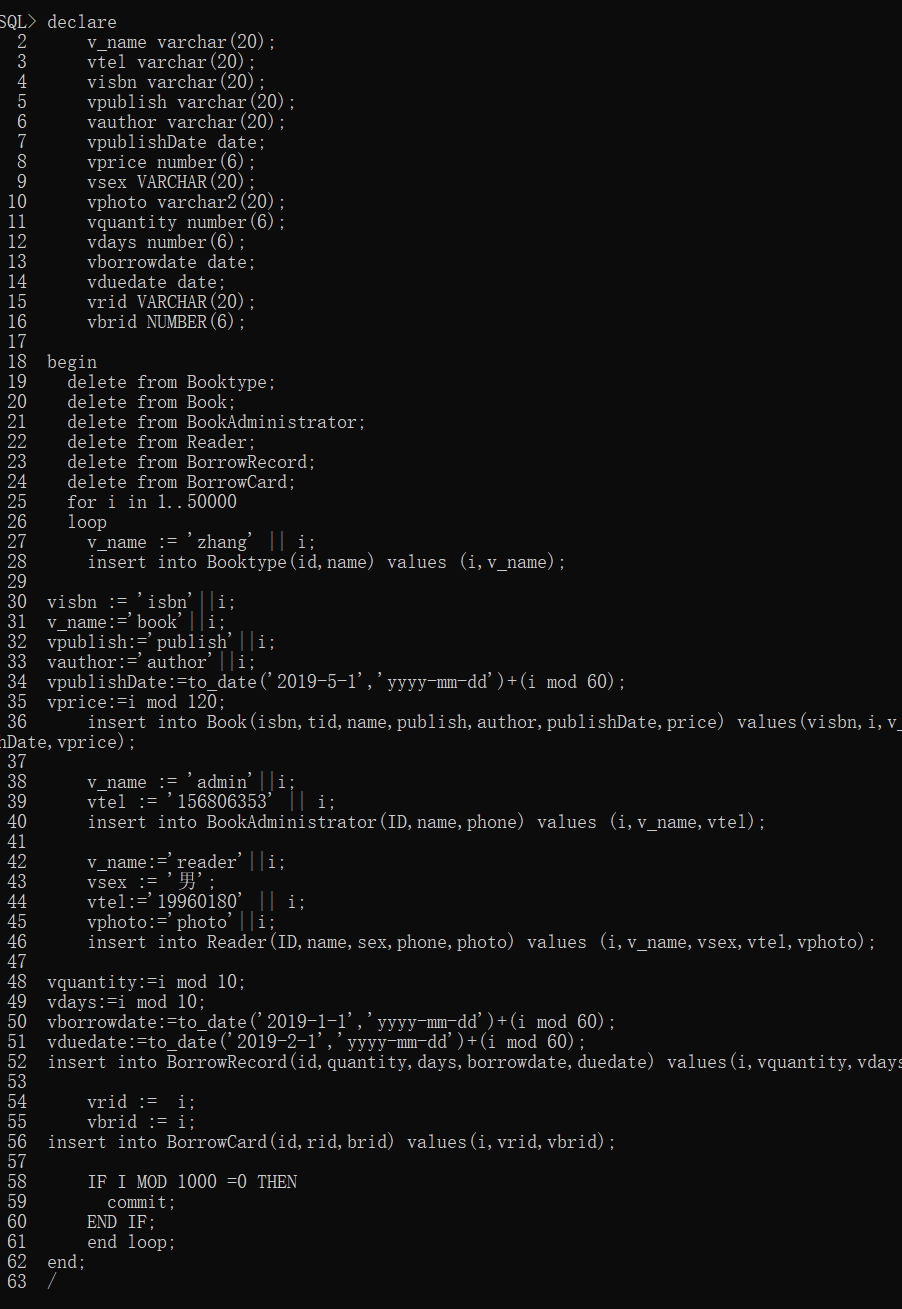 SQL> declare
2 v_name varchar(20);
3 vtel varchar(20);
4 visbn varchar(20);
5 vpublish varchar(20);
6 vauthor varchar(20);
7 vpublishDate date;
8 vprice number(6);
9 vsex VARCHAR(20);
10 vphoto varchar2(20);
11 vquantity number(6);
12 vdays number(6);
13 vborrowdate date;
14 vduedate date;
15 vrid VARCHAR(20);
16 vbrid NUMBER(6);
17
18 begin
19 delete from Booktype;
20 delete from Book;
21 delete from BookAdministrator;
22 delete from Reader;
23 delete from BorrowRecord;
24 delete from BorrowCard;
25 for i in 1..50000
26 loop
27 v_name := 'zhang' || i;
28 insert into Booktype(id,name) values (i,v_name);
29
30 visbn := 'isbn'||i;
31 v_name:='book'||i;
32 vpublish:='publish'||i;
33 vauthor:='author'||i;
34 vpublishDate:=to_date('2019-5-1','yyyy-mm-dd')+(i mod 60);
35 vprice:=i mod 120;
36 insert into Book(isbn,tid,name,publish,author,publishDate,price) values(visbn,i,v_
hDate,vprice);
37
38 v_name := 'admin'||i;
39 vtel := '156806353' || i;
40 insert into BookAdministrator(ID,name,phone) values (i,v_name,vtel);
41
42 v_name:='reader'||i;
43 vsex := '男';
44 vtel:='19960180' || i;
45 vphoto:='photo'||i;
46 insert into Reader(ID,name,sex,phone,photo) values (i,v_name,vsex,vtel,vphoto);
47
48 vquantity:=i mod 10;
49 vdays:=i mod 10;
50 vborrowdate:=to_date('2019-1-1','yyyy-mm-dd')+(i mod 60);
51 vduedate:=to_date('2019-2-1','yyyy-mm-dd')+(i mod 60);
52 insert into BorrowRecord(id,quantity,days,borrowdate,duedate) values(i,vquantity,vdays
53
54 vrid := i;
55 vbrid := i;
56 insert into BorrowCard(id,rid,brid) values(i,vrid,vbrid);
57
58 IF I MOD 1000 =0 THEN
59 commit;
60 END IF;
61 end loop;
62 end;
63 /